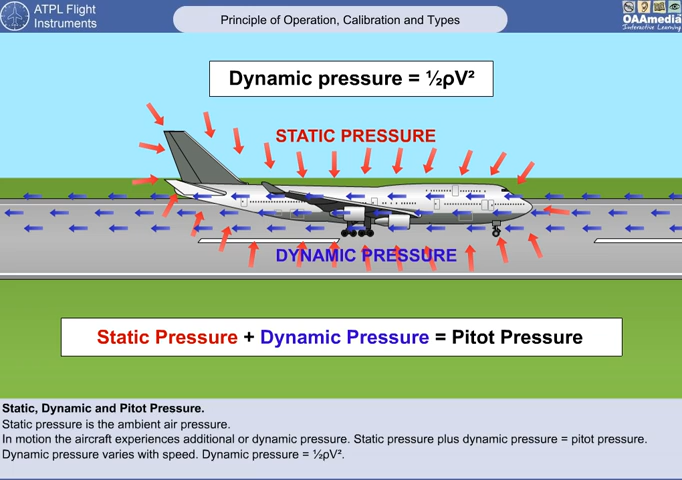 ATPL Flight
Instruments
Principle of Operation, Calibration and Types
OAAmedia
Interactive Learning
Dynamic pressure = ½ρV²
STATIC PRESSURE
DYNAMIC PRESSURE
Static Pressure + Dynamic Pressure = Pitot Pressure
Static, Dynamic and Pitot Pressure.
Static pressure is the ambient air pressure.
In motion the aircraft experiences additional or dynamic pressure. Static pressure plus dynamic pressure = pitot pressure.
Dynamic pressure varies with speed. Dynamic pressure = ½ρV².